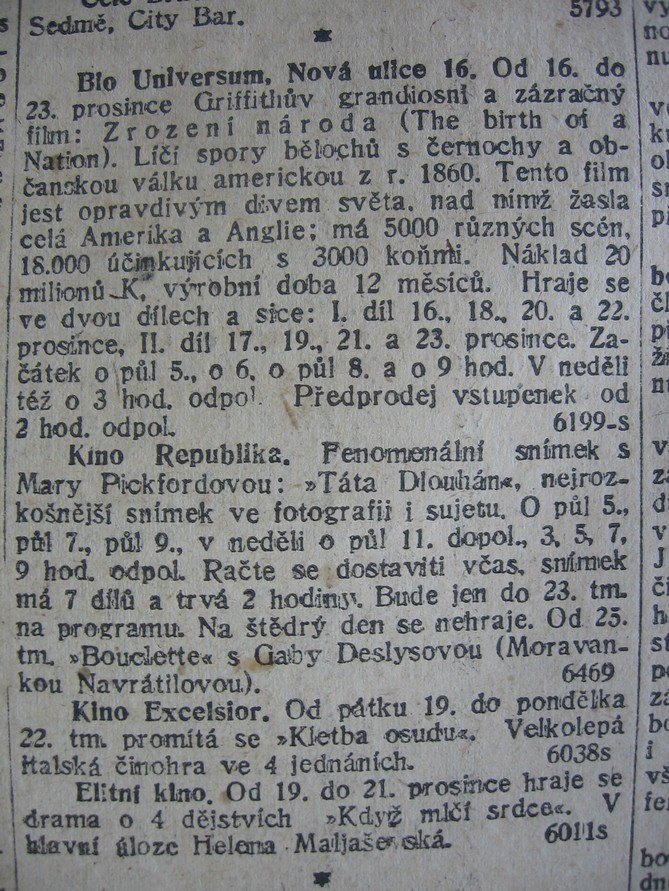 Sedmě, City Bar.
5793
Bio Universum, Nová ulice 16. Od 16. do
23. prosince Griffithův grandiosní a zázračný
film: Zrození národa (The birth of a
Nation). Líčí spory bělochů s černochy a ob-
čanskou válku americkou z r. 1860. Tento film
jest opravdivým divem světa, nad nímž žasla
celá Amerika a Anglie; má 5000 různých scén,
18.000 účinkujících s 3000 koňmi. Náklad 20
milionů K, výrobní doba 12 měsíců. Hraje se
ve dvou dílech a sice: I. díl 16., 18., 20. a 22.
prosince, II. díl 17., 19., 21. a 23. prosince. Za-
čátek o půl 5., o 6, o půl 8. a o 9 hod. V neděli
též o 3 hod. odpol. Předprodej vstupenek od
2 hod. odpol. 6199-s
Kino Republika. Fenomenální snímek s
Mary Pickfordovou: »Táta Dlouhán«, nejroz-
košnější snímek ve fotografii i sujetu. O půl 5.,
půl 7., půl 9., v neděli o půl 11. dopol., 3, 5, 7,
9 hod. odpol. Račte se dostaviti včas, snímek
má 7 dílů a trvá 2 hodiny. Bude jen do 23. tm.
na programu. Na štědrý den se nehraje. Od 25.
tm. »Bouclette« s Gaby Deslysovou (Moravan-
kou Navrátilovou). 6469
Kino Excelsior. Od pátku 19. do pondělka
22. tm. promítá se »Kletba osudu«. Velkolepá
italská činohra ve 4 jednáních. 6038s
Elitní kino. Od 19. do 21. prosince hraje se
drama o 4 dějstvích »Když mlčí srdce«. V
hlavní úloze Helena Maljaševská. 6011s